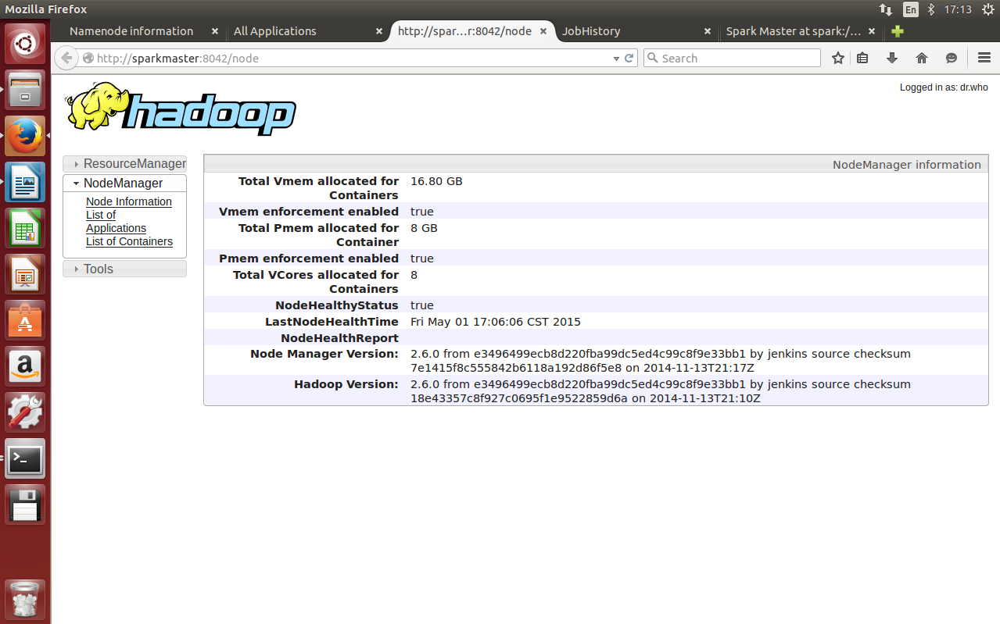 Mozilla Firefox
En
17:13
Namenode information
All Applications
http://spar...r:8042/node
JobHistory
Spark Master at spark:/...
http://sparkmaster:8042/node
Search
hadoop
Logged in as: dr.who
ResourceManager
NodeManager
Node Information
List of
Applications
List of Containers
Tools
NodeManager information
Total Vmem allocated for
Containers
16.80 GB
Vmem enforcement enabled
true
Total Pmem allocated for
Container
8 GB
Pmem enforcement enabled
true
Total VCores allocated for
Containers
8
NodeHealthyStatus
true
LastNodeHealthTime
Fri May 01 17:06:06 CST 2015
NodeHealthReport
Node Manager Version:
2.6.0 from e3496499ecb8d220fba99dc5ed4c99c8f9e33bb1 by jenkins source checksum
7e1415f8c555842b6118a192d86f5e8 on 2014-11-13T21:17Z
Hadoop Version:
2.6.0 from e3496499ecb8d220fba99dc5ed4c99c8f9e33bb1 by jenkins source checksum
18e43357c8f927c0695f1e9522859d6a on 2014-11-13T21:10Z